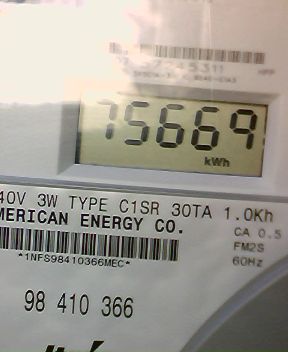 75669
kWh
40V 3W TYPE C1SR 30TA 1.0Kh
MERICAN ENERGY CO.
CA 0.5
FM2S
60Hz
*1NFS98410366MEC*
98 410 366